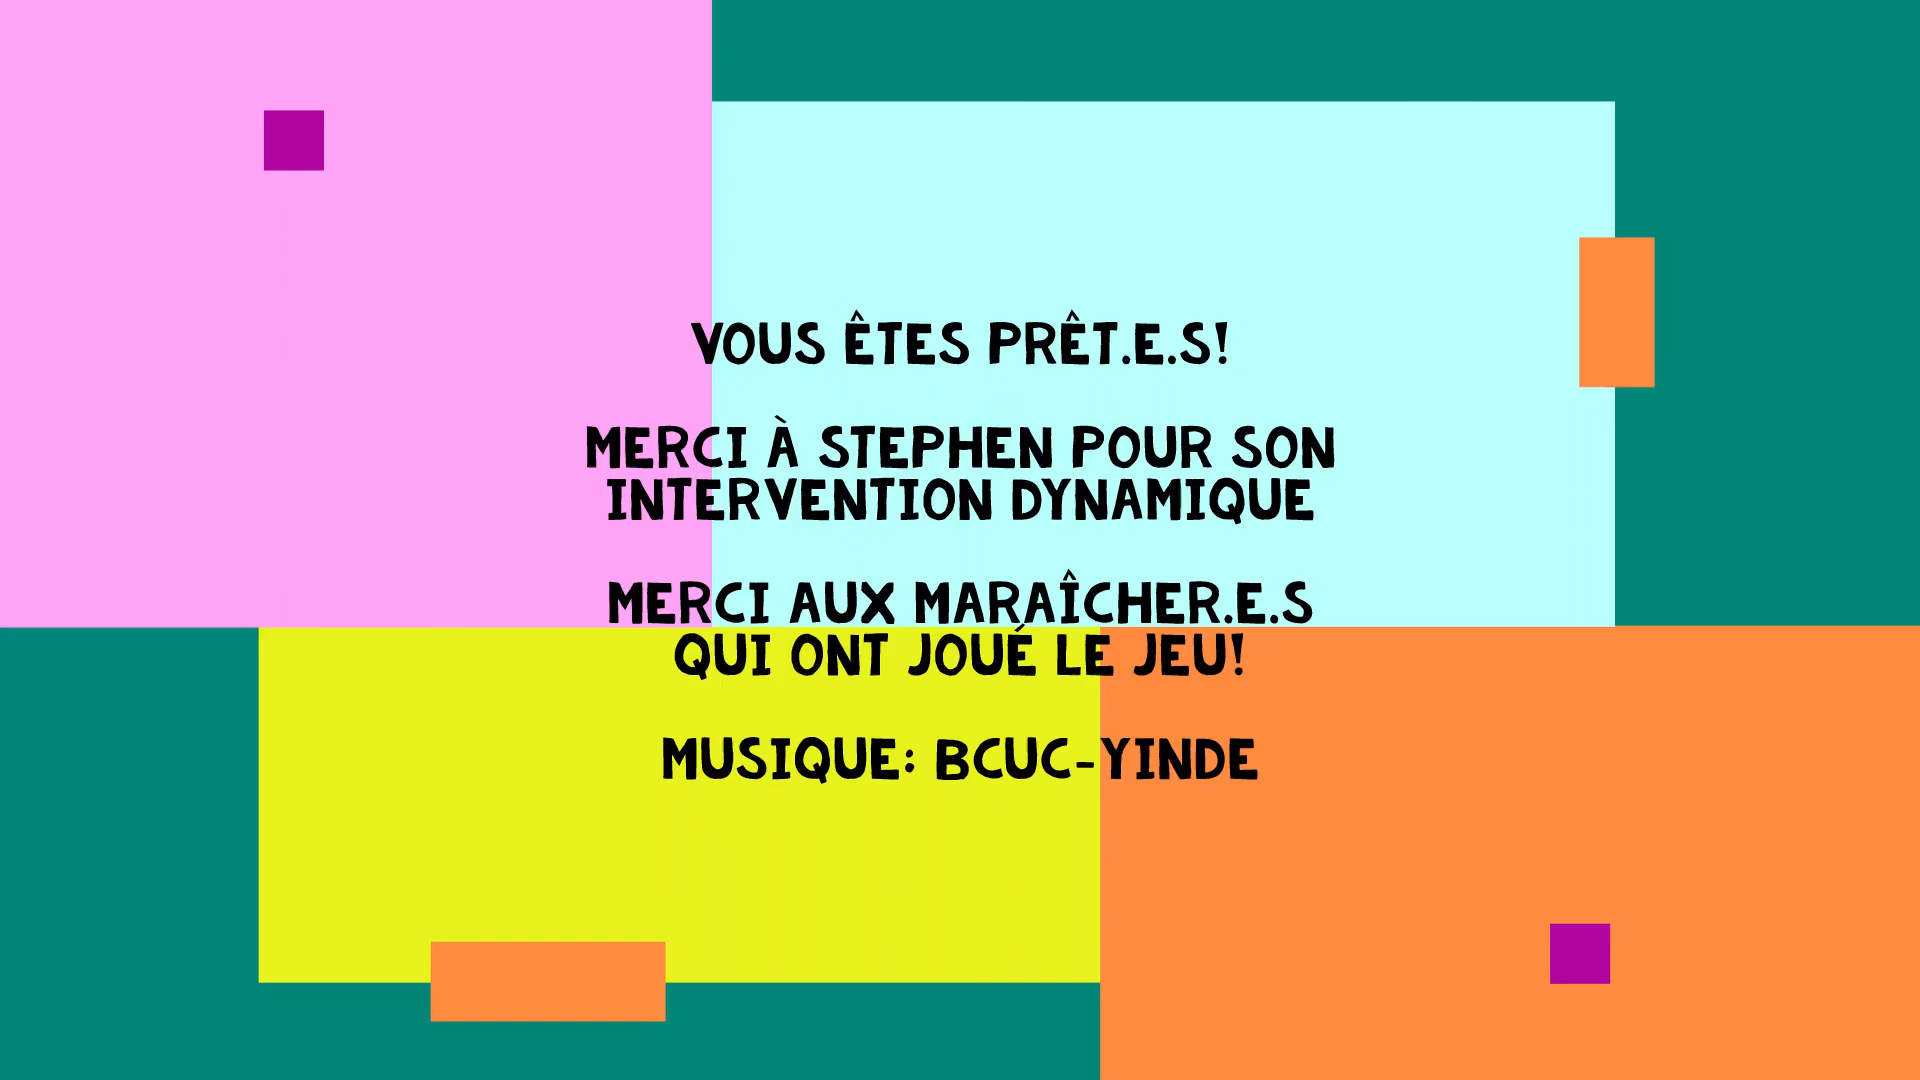 VOUS ÊTES PRÊT.E.S!
MERCI À STEPHEN POUR SON
INTERVENTION DYNAMIQUE
MERCI AUX MARAÎCHER.E.S
QUI ONT JOUÉ LE JEU!
MUSIQUE: BCUC-YINDE